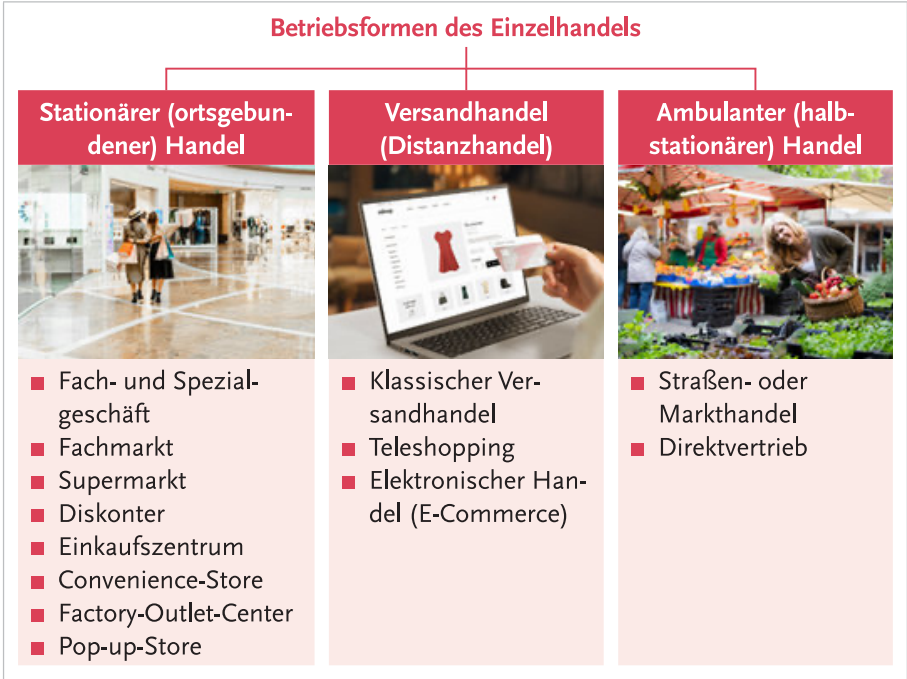 Betriebsformen des Einzelhandels
Stationärer (ortsgebun-
dener) Handel
Fach- und Spezial-
geschäft
Fachmarkt
Supermarkt
Diskonter
Einkaufszentrum
Convenience-Store
Factory-Outlet-Center
Pop-up-Store
Versandhandel
(Distanzhandel)
Klassischer Ver-
sandhandel
Teleshopping
Elektronischer Han-
del (E-Commerce)
Ambulanter (halb-
stationärer) Handel
Straßen- oder
Markthandel
Direktvertrieb